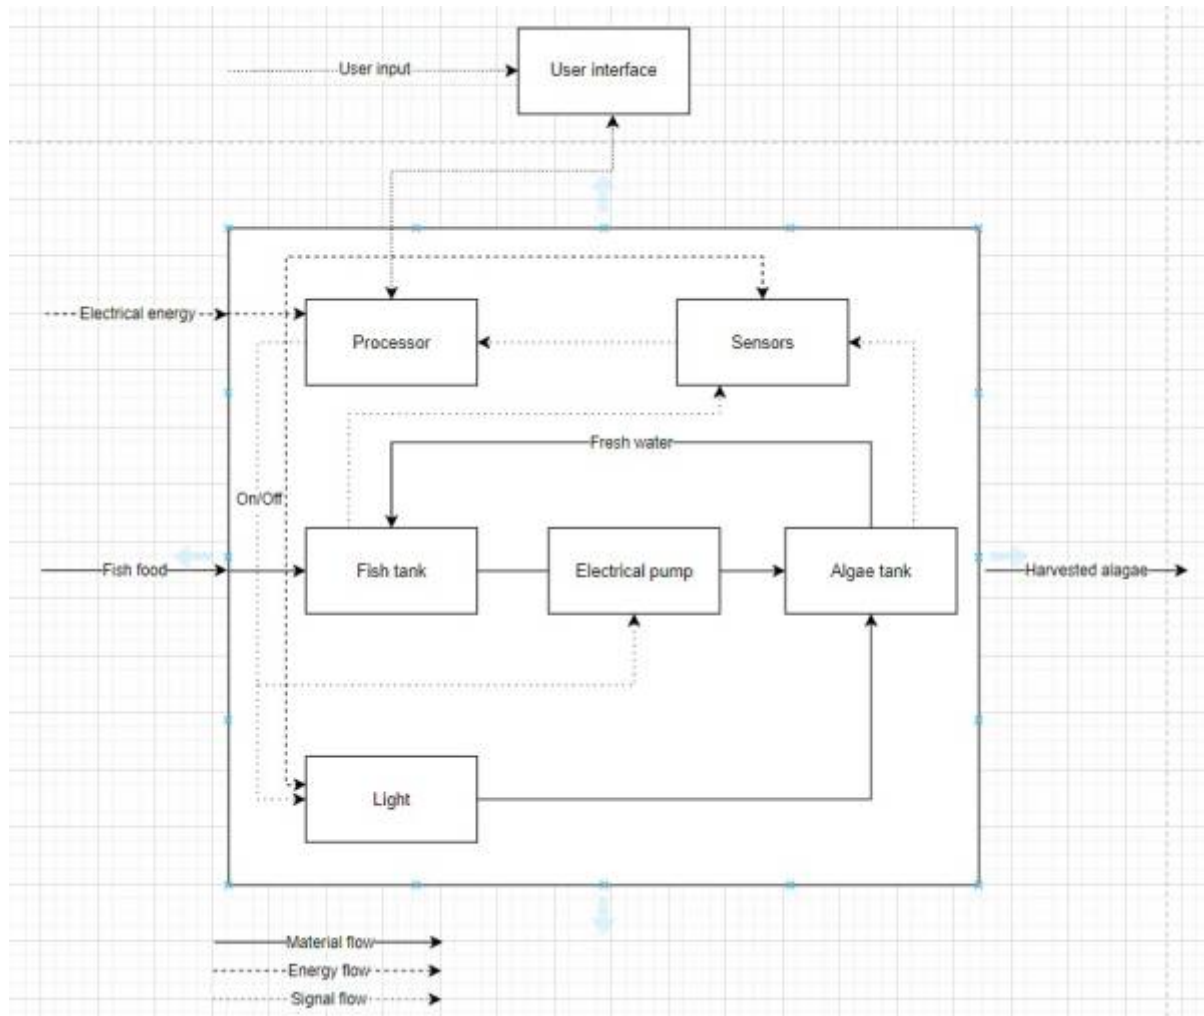 User input
User interface
Electrical energy
Processor
Sensors
Fresh water
On/Off
Fish food
Fish tank
Electrical pump
Algae tank
Harvested alagae
Light
Material flow
Energy flow
Signal flow